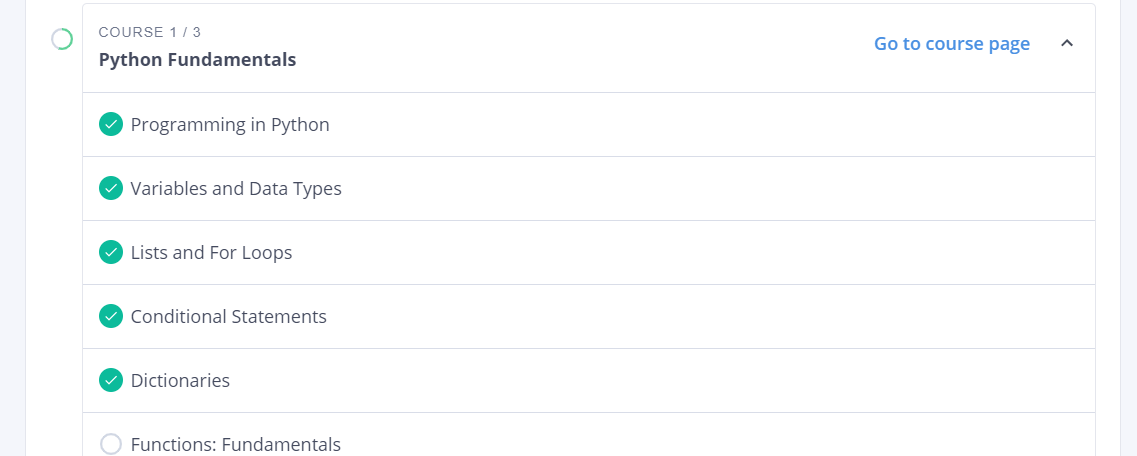 COURSE 1 / 3
Python Fundamentals
Go to course page
Programming in Python
Variables and Data Types
Lists and For Loops
Conditional Statements
Dictionaries
Functions: Fundamentals